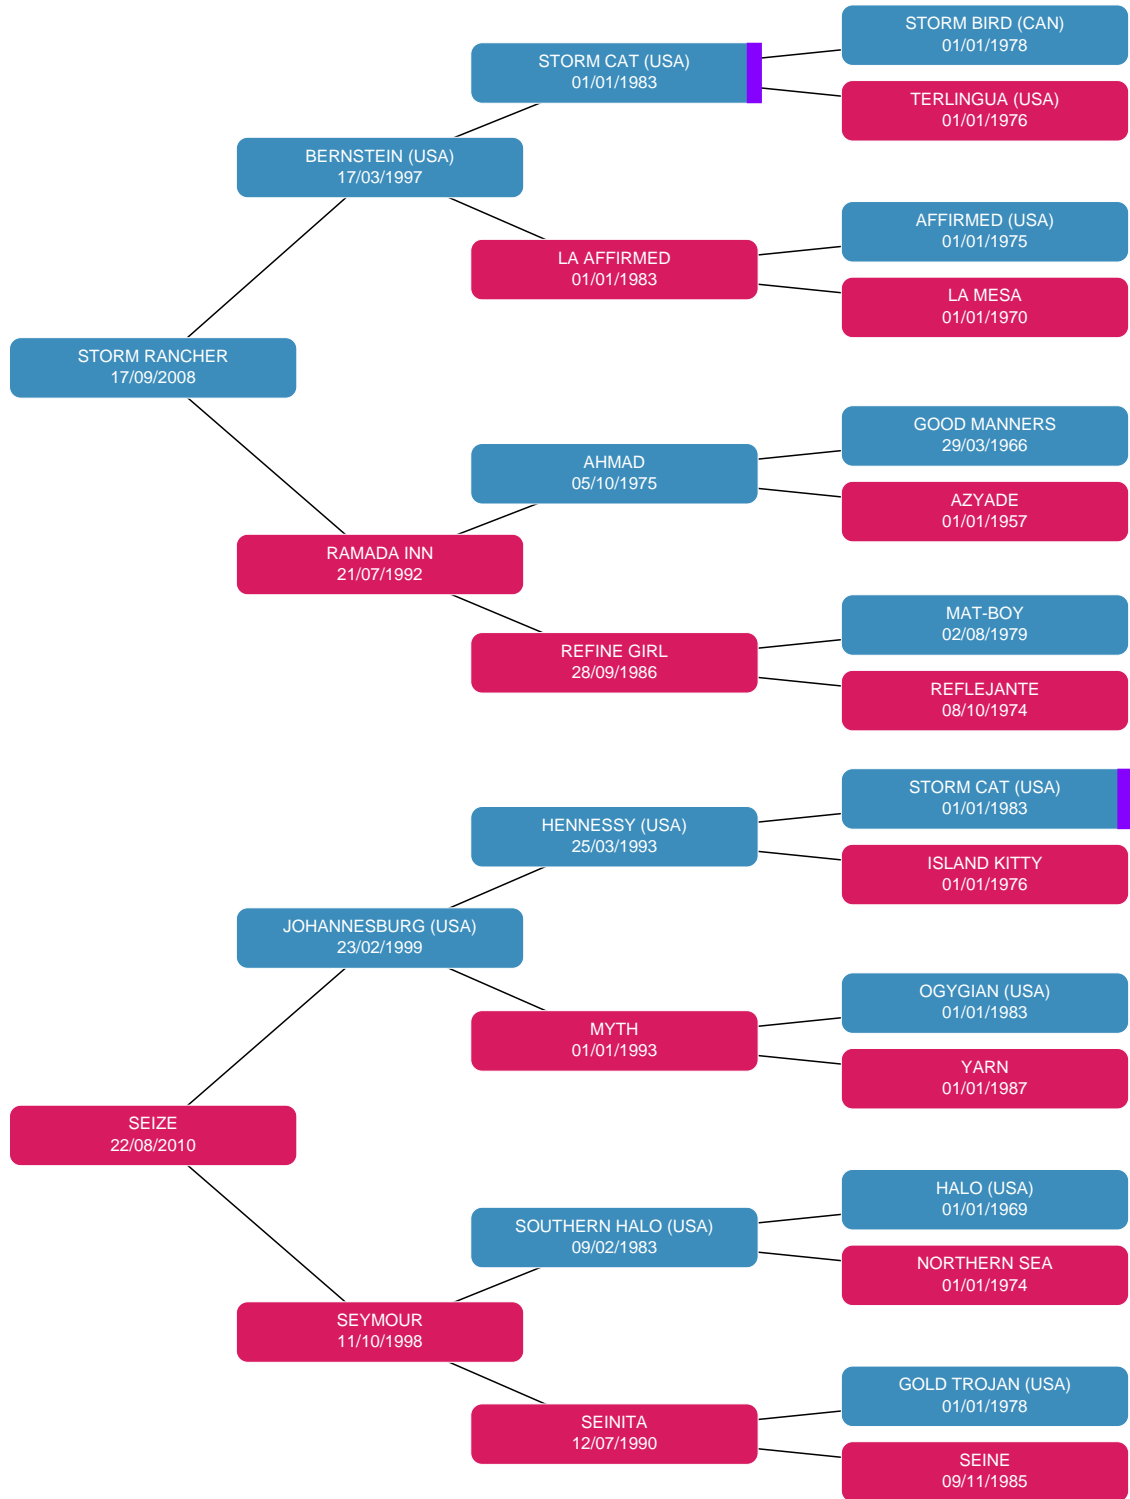 STORM BIRD (CAN)
01/01/1978
STORM CAT (USA)
01/01/1983
TERLINGUA (USA)
01/01/1976
BERNSTEIN (USA)
17/03/1997
AFFIRMED (USA)
01/01/1975
LA AFFIRMED
01/01/1983
LA MESA
01/01/1970
STORM RANCHER
17/09/2008
GOOD MANNERS
29/03/1966
AHMAD
05/10/1975
AZYADE
01/01/1957
RAMADA INN
21/07/1992
MAT-BOY
02/08/1979
REFINE GIRL
28/09/1986
REFLEJANTE
08/10/1974
STORM CAT (USA)
01/01/1983
HENNESSY (USA)
25/03/1993
ISLAND KITTY
01/01/1976
JOHANNESBURG (USA)
23/02/1999
OGYGIAN (USA)
01/01/1983
MYTH
01/01/1993
YARN
01/01/1987
SEIZE
22/08/2010
HALO (USA)
01/01/1969
SOUTHERN HALO (USA)
09/02/1983
NORTHERN SEA
01/01/1974
SEYMOUR
11/10/1998
GOLD TROJAN (USA)
01/01/1978
SEINITA
12/07/1990
SEINE
09/11/1985